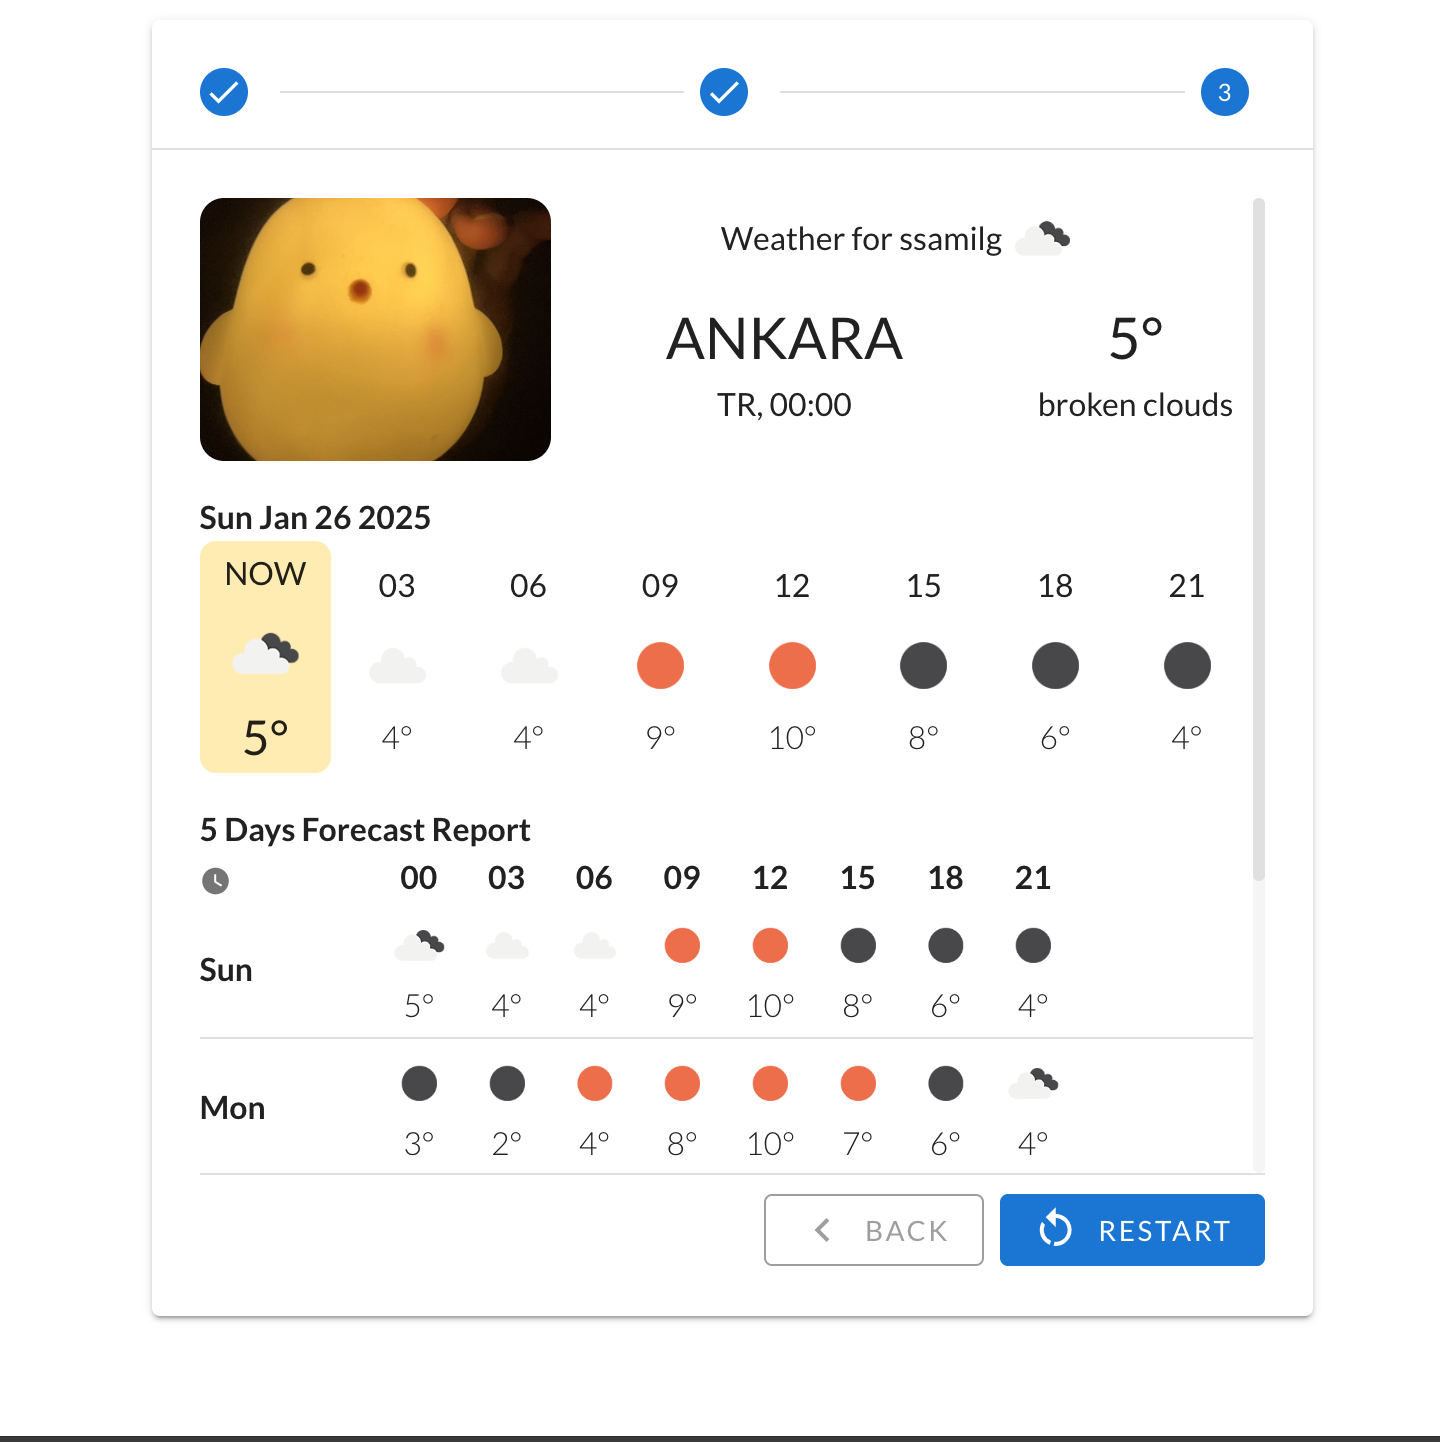 3
Weather for ssamilg
ANKARA 5°
TR, 00:00 broken clouds
Sun Jan 26 2025
NOW 03 06 09 12 15 18 21
5° 4° 4° 9° 10° 8° 6° 4°
5 Days Forecast Report
00 03 06 09 12 15 18 21
Sun
5° 4° 4° 9° 10° 8° 6° 4°
Mon
3° 2° 4° 8° 10° 7° 6° 4°
BACK RESTART